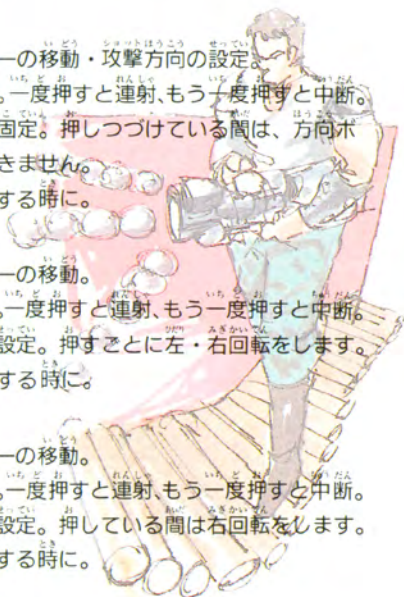 ーの移動・攻撃方向の設定。
。一度押すと連射、もう一度押すと中断。
固定。押しつづけている間は、方向ボ
きません。
する時に。
ーの移動。
。一度押すと連射、もう一度押すと中断。
設定。押すごとに左・右回転をします。
する時に。
ーの移動。
。一度押すと連射、もう一度押すと中断。
設定。押している間は右回転をします。
する時に。